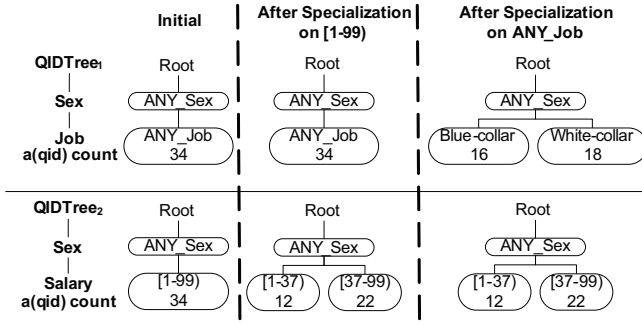 Initial
After Specialization
on [1-99)
After Specialization
on ANY_Job
QIDTree₁
Root
Root
Root
Sex
ANY_Sex
ANY_Sex
ANY_Sex
Job
a(qid) count
ANY_Job
34
ANY_Job
34
Blue-collar
16
White-collar
18
QIDTree₂
Root
Root
Root
Sex
ANY_Sex
ANY_Sex
ANY_Sex
Salary
a(qid) count
[1-99)
34
[1-37)
12
[37-99)
22
[1-37)
12
[37-99)
22